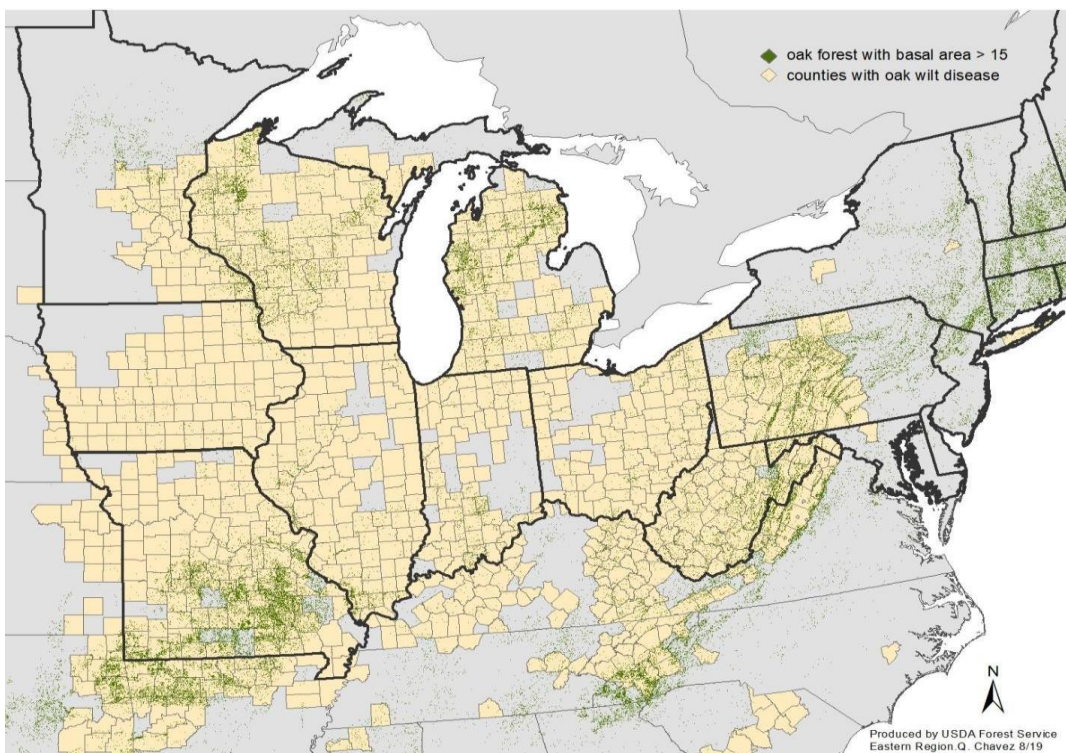 oak forest with basal area > 15
counties with oak wilt disease
N
Produced by USDA Forest Service
Eastern Region.Q. Chavez 8/19